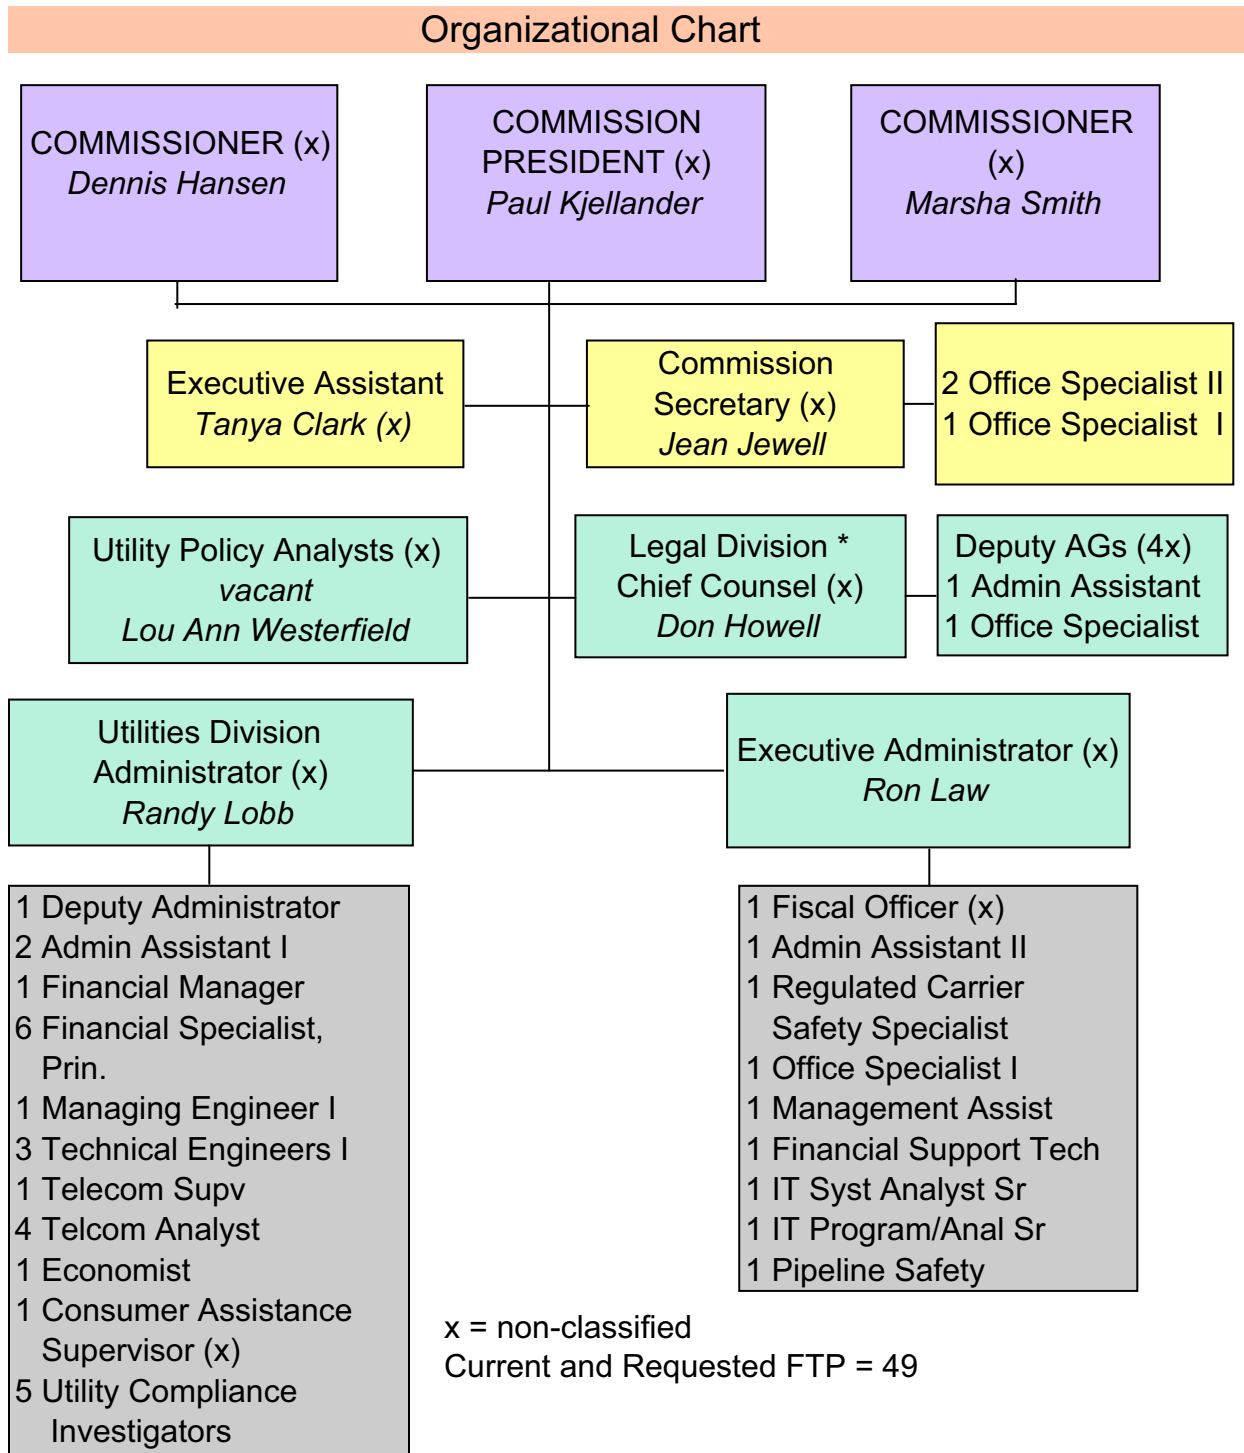 Organizational Chart
COMMISSIONER (x)
Dennis Hansen
COMMISSION
PRESIDENT (x)
Paul Kjellander
COMMISSIONER
(x)
Marsha Smith
Executive Assistant
Tanya Clark (x)
Commission
Secretary (x)
Jean Jewell
2 Office Specialist II
1 Office Specialist I
Utility Policy Analysts (x)
vacant
Lou Ann Westerfield
Legal Division *
Chief Counsel (x)
Don Howell
Deputy AGs (4x)
1 Admin Assistant
1 Office Specialist
Utilities Division
Administrator (x)
Randy Lobb
Executive Administrator (x)
Ron Law
1 Deputy Administrator
2 Admin Assistant I
1 Financial Manager
6 Financial Specialist,
Prin.
1 Managing Engineer I
3 Technical Engineers I
1 Telecom Supv
4 Telcom Analyst
1 Economist
1 Consumer Assistance
Supervisor (x)
5 Utility Compliance
Investigators
1 Fiscal Officer (x)
1 Admin Assistant II
1 Regulated Carrier
Safety Specialist
1 Office Specialist I
1 Management Assist
1 Financial Support Tech
1 IT Syst Analyst Sr
1 IT Program/Anal Sr
1 Pipeline Safety
x = non-classified
Current and Requested FTP = 49